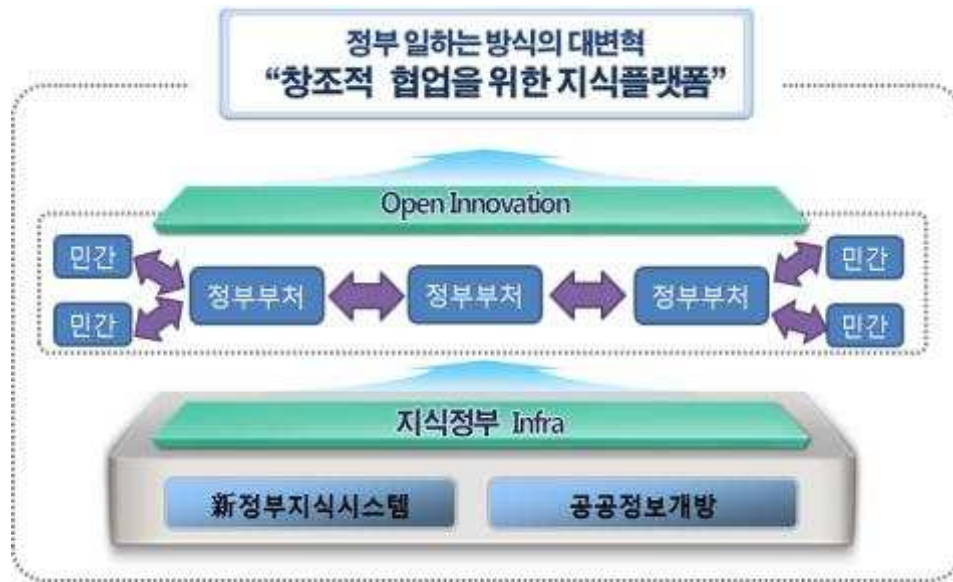 정부 일하는 방식의 대변혁
“창조적 협업을 위한 지식플랫폼”
Open Innovation
민간
민간
정부부처
정부부처
정부부처
민간
민간
지식정부 Infra
新정부지식시스템
공공정보개방